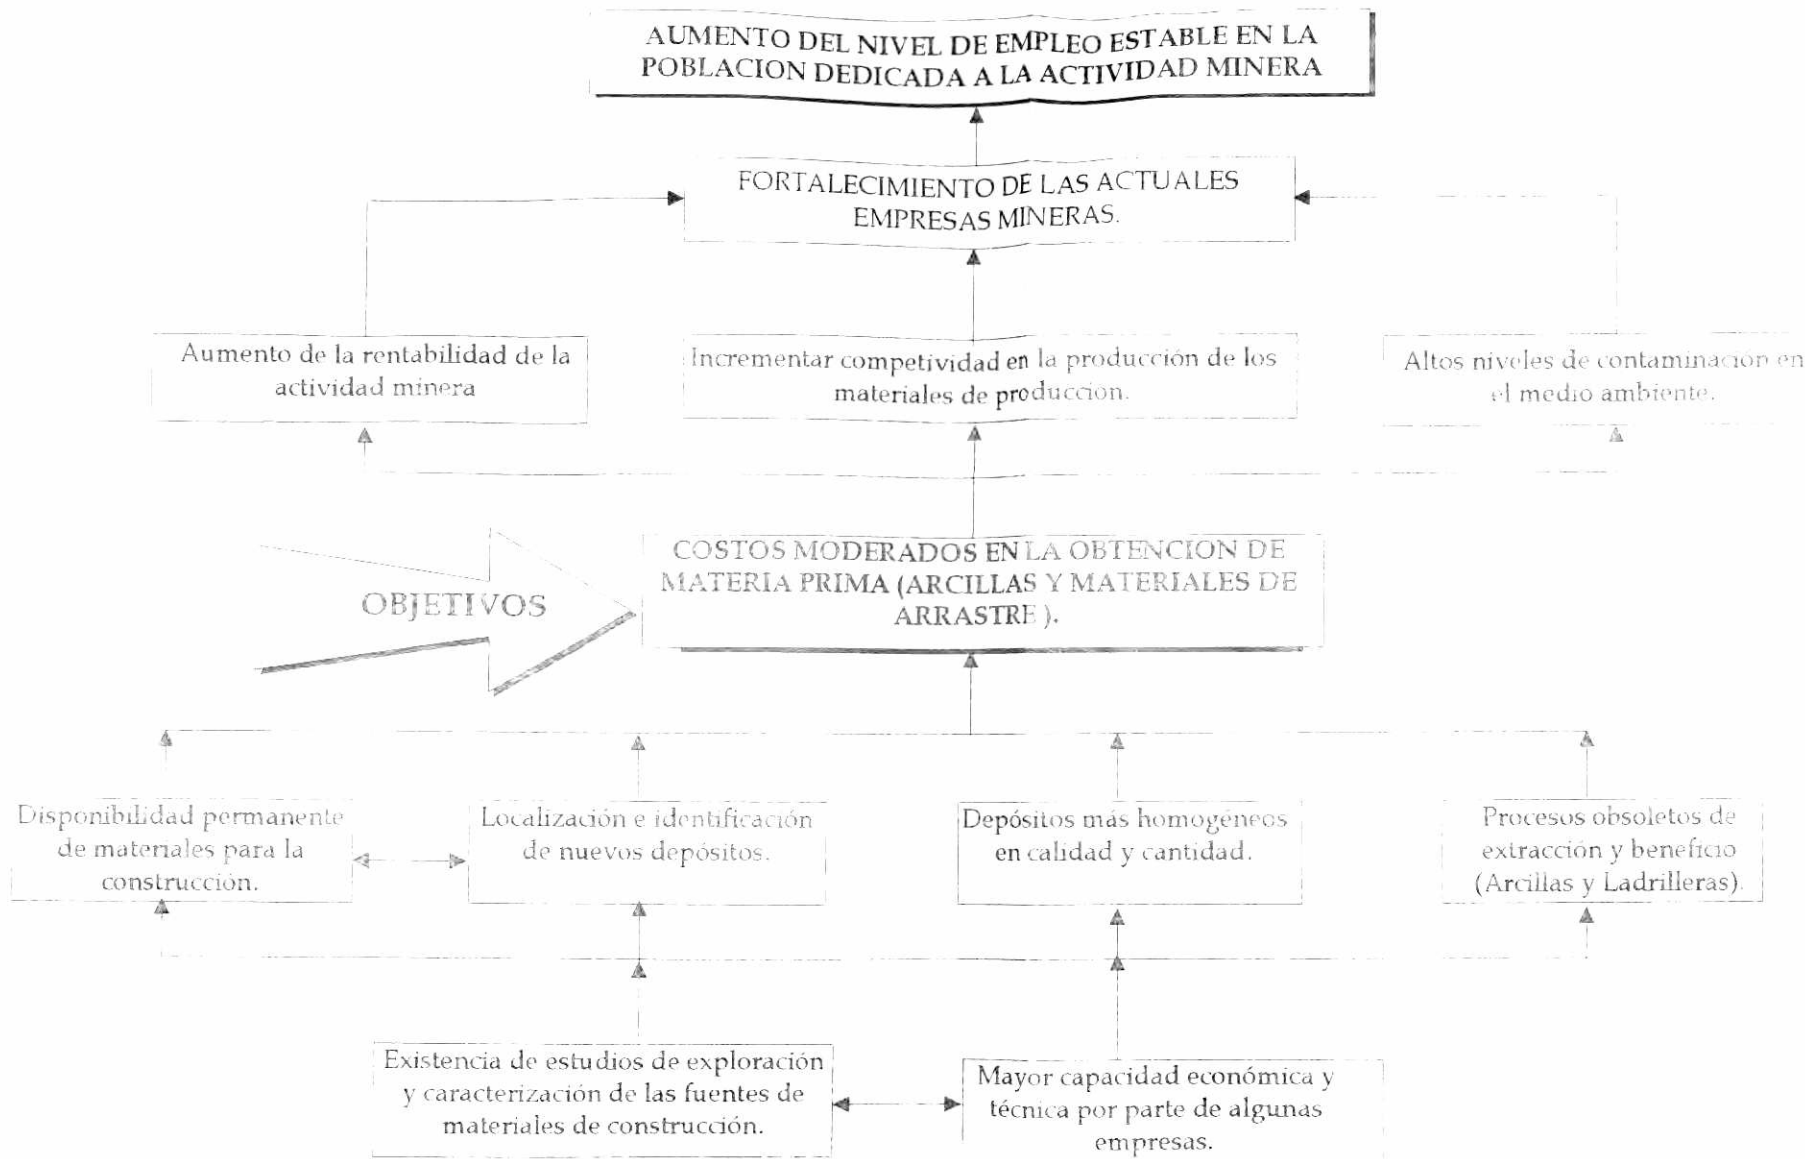 AUMENTO DEL NIVEL DE EMPLEO ESTABLE EN LA
POBLACION DEDICADA A LA ACTIVIDAD MINERA
FORTALECIMIENTO DE LAS ACTUALES
EMPRESAS MINERAS.
Aumento de la rentabilidad de la
actividad minera
Incrementar competividad en la producción de los
materiales de produccion.
Altos niveles de contaminacion en
el medio ambiente.
COSTOS MODERADOS EN LA OBTENCION DE
MATERIA PRIMA (ARCILLAS Y MATERIALES DE
ARRASTRE ).
OBJETIVOS
Disponibilidad permanente
de materiales para la
construcción.
Localización e identificación
de nuevos depósitos.
Depósitos más homogéneos
en calidad y cantidad.
Procesos obsoletos de
extracción y beneficio
(Arcillas y Ladrilleras).
Existencia de estudios de exploración
y caracterización de las fuentes de
materiales de construcción.
Mayor capacidad económica y
técnica por parte de algunas
empresas.